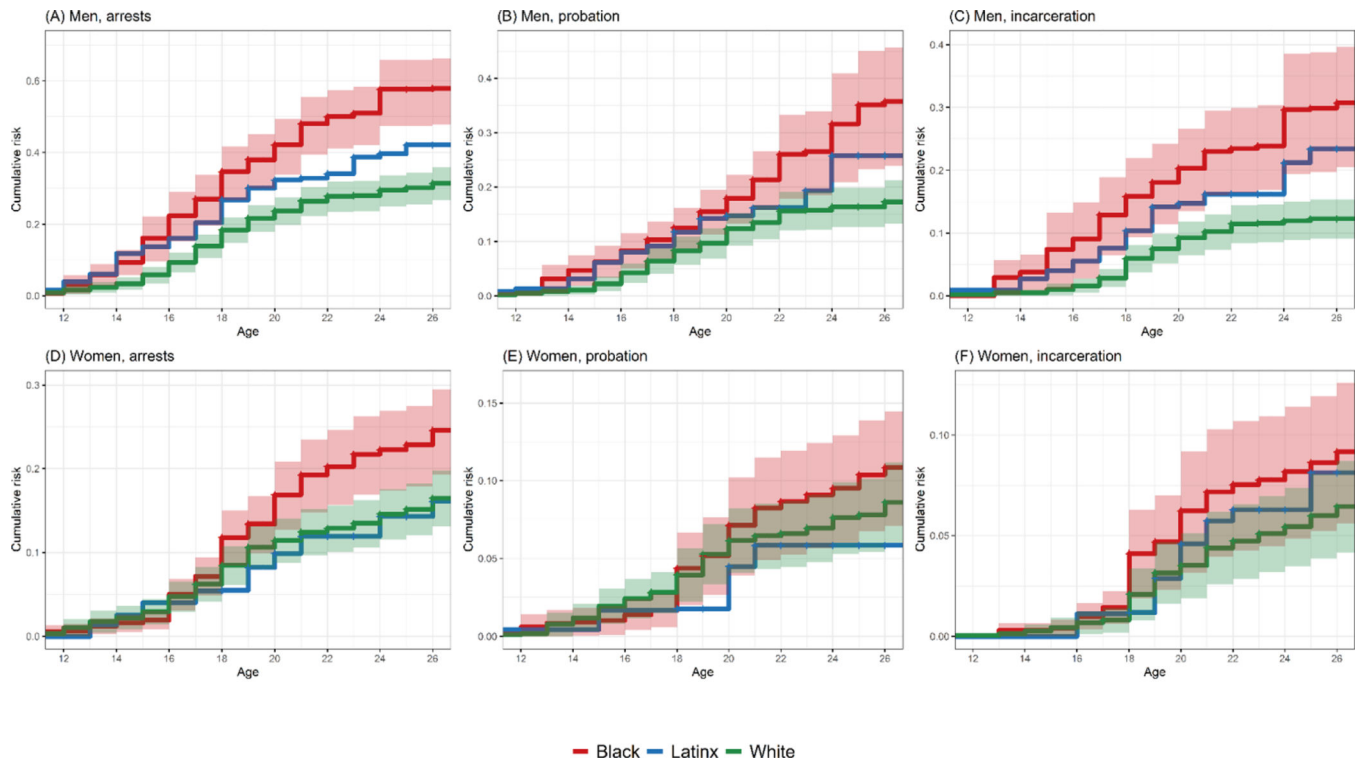 (A) Men, arrests
(B) Men, probation
(C) Men, incarceration
Cumulative risk
0.6
0.4
0.2
0.0
12 14 16 18 20 22 24 26
Age
Cumulative risk
0.4
0.3
0.2
0.1
0.0
12 14 16 18 20 22 24 26
Age
Cumulative risk
0.4
0.3
0.2
0.1
0.0
12 14 16 18 20 22 24 26
Age
(D) Women, arrests
(E) Women, probation
(F) Women, incarceration
Cumulative risk
0.3
0.2
0.1
0.0
12 14 16 18 20 22 24 26
Age
Cumulative risk
0.15
0.10
0.05
0.00
12 14 16 18 20 22 24 26
Age
Cumulative risk
0.10
0.05
0.00
12 14 16 18 20 22 24 26
Age
Black Latinx White